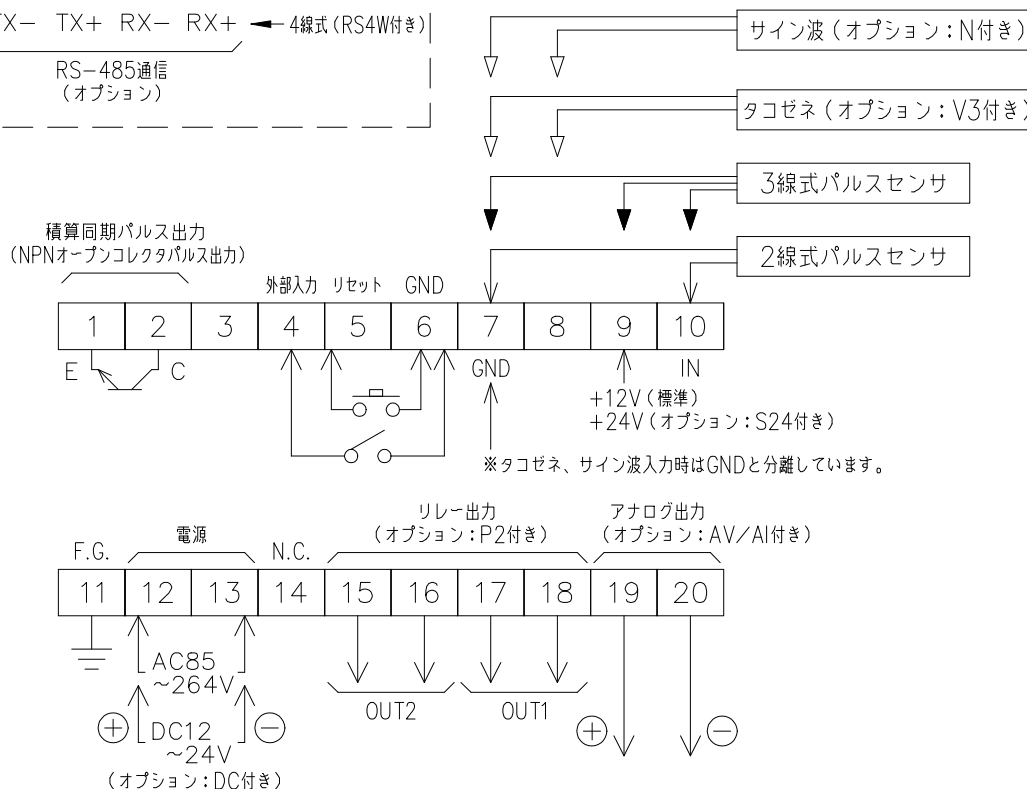 TX- TX+ RX- RX+ 4線式(RS4W付き)
RS-485通信
(オプション)
サイン波(オプション:N付き)
タコゼネ(オプション:V3付き)
3線式パルスセンサ
2線式パルスセンサ
積算同期パルス出力
(NPNオープンコレクタパルス出力)
外部入力 リセット GND
1 2 3 4 5 6 7 8 9 10
E C
GND
IN
+12V(標準)
+24V(オプション:S24付き)
※タコゼネ、サイン波入力時はGNDと分離しています。
リレー出力
(オプション:P2付き)
アナログ出力
(オプション:AV/AI付き)
F.G. 電源 N.C.
11 12 13 14 15 16 17 18 19 20
AC85
~264V
OUT2 OUT1
+ DC12 -
~24V
(オプション:DC付き)
+ -